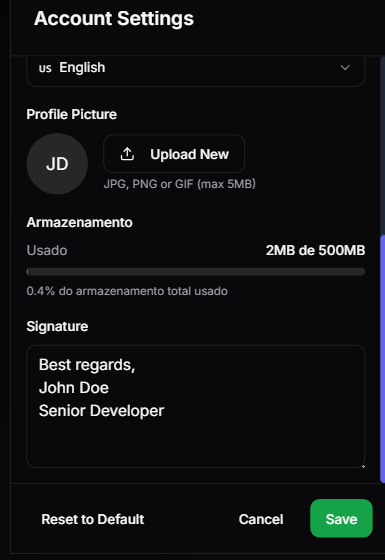 Account Settings
US English
Profile Picture
JD
Upload New
JPG, PNG or GIF (max 5MB)
Armazenamento
Usado 2MB de 500MB
0.4% do armazenamento total usado
Signature
Best regards,
John Doe
Senior Developer
Reset to Default Cancel Save